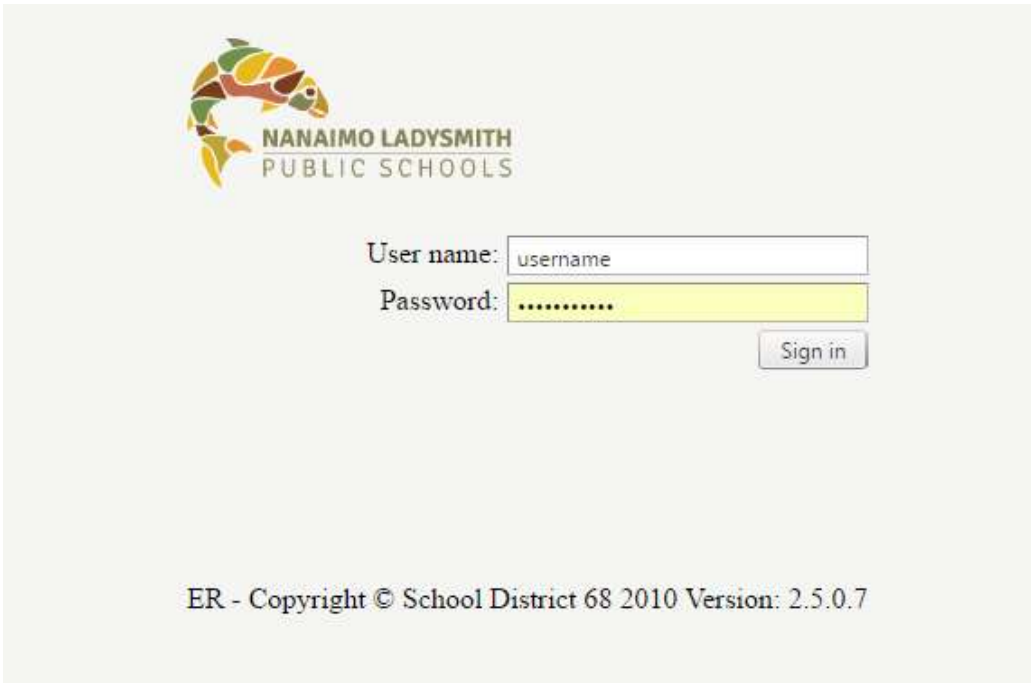 NANAIMO LADYSMITH
PUBLIC SCHOOLS
User name: username
Password: •••••••••••
Sign in
ER - Copyright © School District 68 2010 Version: 2.5.0.7